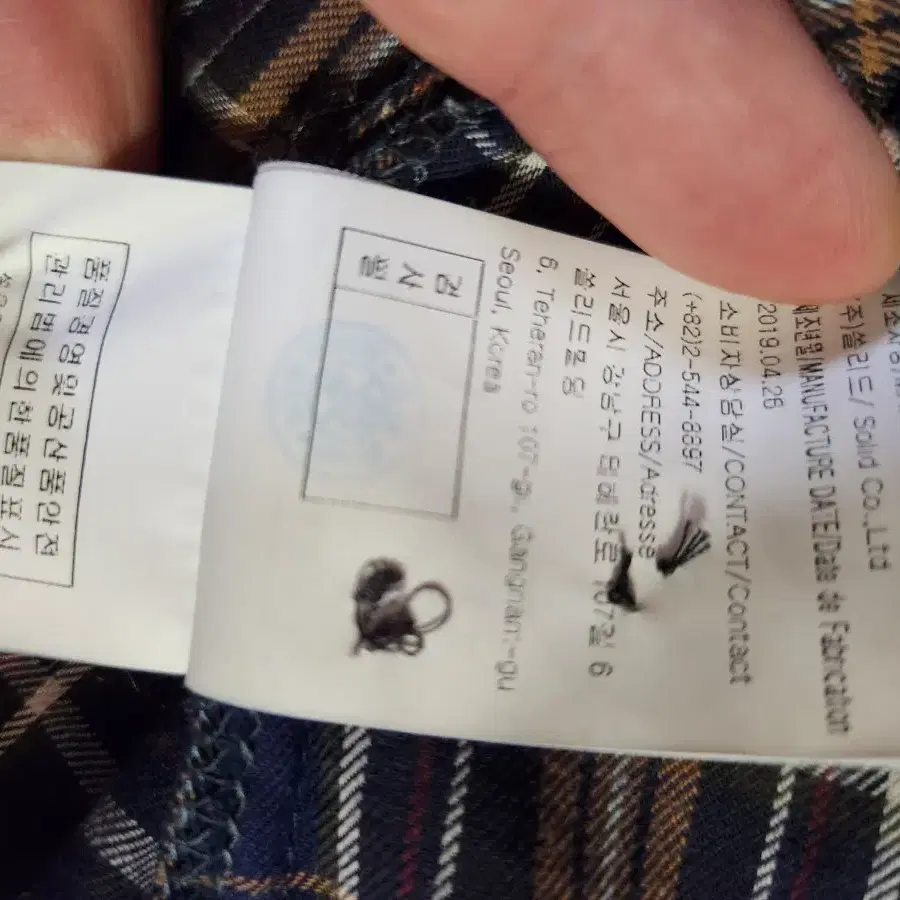 (주)쏠리드/ Solid Co.,Ltd
제조년월/MANUFACTURE DATE/Date de Fabrication
2019.04.26
소비자상담실/CONTACT/Contact
(+82)2-544-8897
주소/ADDRESS/Adresse
서울시 강남구 테헤란로 107길 6
쏠리드빌딩
6, Teheran-ro 107-gil, Gangnam-gu
Seoul, Korea
검사필
품질경영 및 공산품안전
관리법에 의한 품질표시